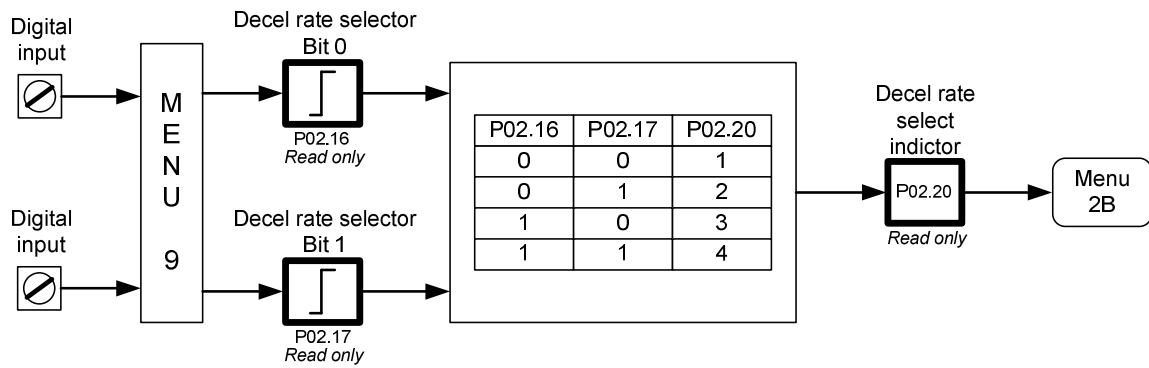 Digital
input
MENU 9
Decel rate selector
Bit 0
P02.16
Read only
Digital
input
Decel rate selector
Bit 1
P02.17
Read only
P02.16 P02.17 P02.20
0 0 1
0 1 2
1 0 3
1 1 4
Decel rate
select
indictor
P02.20
Read only
Menu
2B